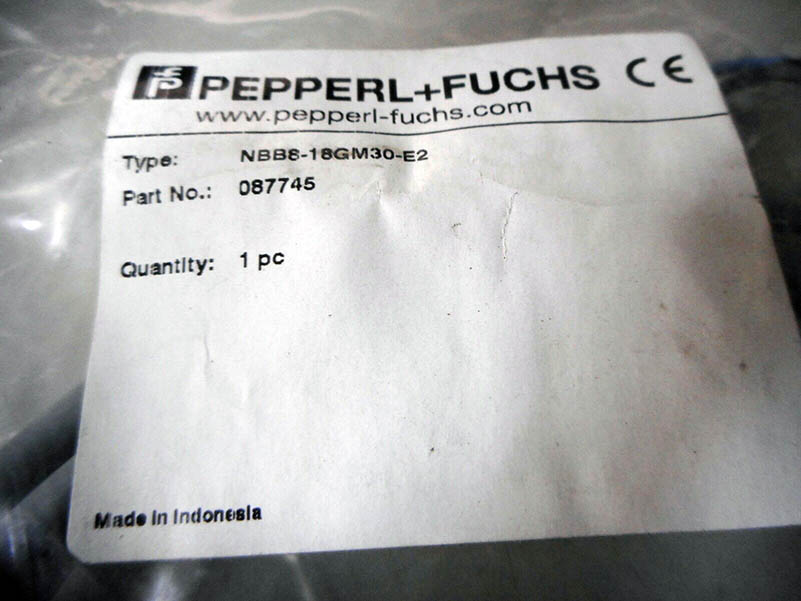 PEPPERL+FUCHS CE
www.pepperl-fuchs.com
Type: NBB8-18GM30-E2
Part No.: 087745
Quantity: 1 pc
Made in Indonesia